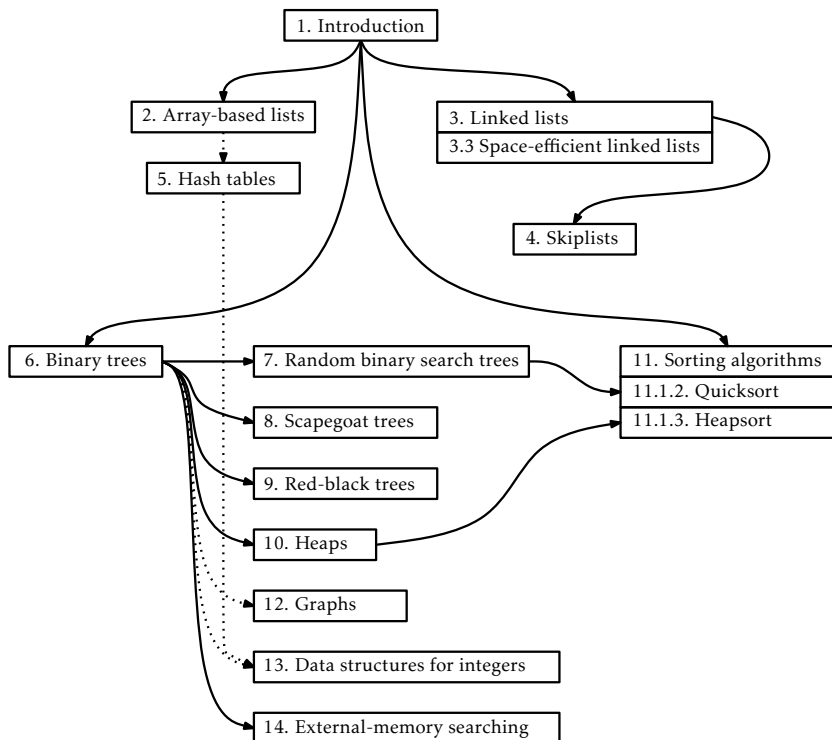 1. Introduction
2. Array-based lists
3. Linked lists
3.3 Space-efficient linked lists
5. Hash tables
4. Skiplists
6. Binary trees
7. Random binary search trees
11. Sorting algorithms
11.1.2. Quicksort
11.1.3. Heapsort
8. Scapegoat trees
9. Red-black trees
10. Heaps
12. Graphs
13. Data structures for integers
14. External-memory searching